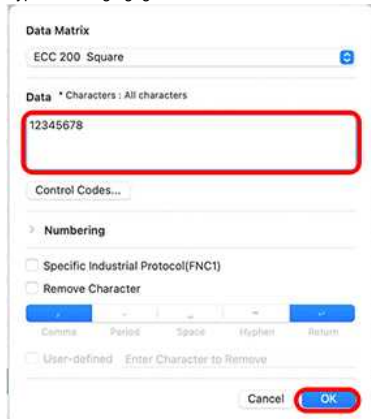 Data Matrix
ECC 200 Square
Data * Characters : All characters
12345678
Control Codes...
Numbering
Specific Industrial Protocol(FNC1)
Remove Character
Comma Period Space Hyphen Return
User-defined Enter Character to Remove
Cancel OK